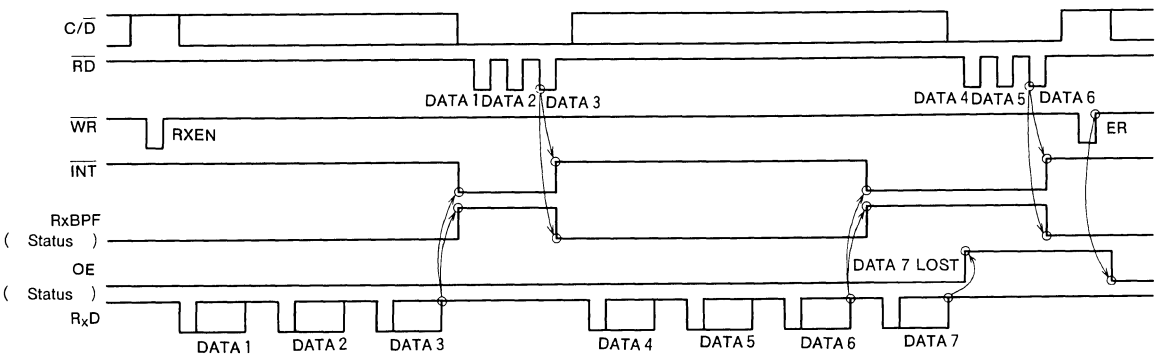 C/D
RD
DATA 1 DATA 2 DATA 3
DATA 4 DATA 5 DATA 6
WR
RXEN
ER
INT
RxBPF
( Status )
OE
DATA 7 LOST
( Status )
RxD
DATA 1
DATA 2
DATA 3
DATA 4
DATA 5
DATA 6
DATA 7